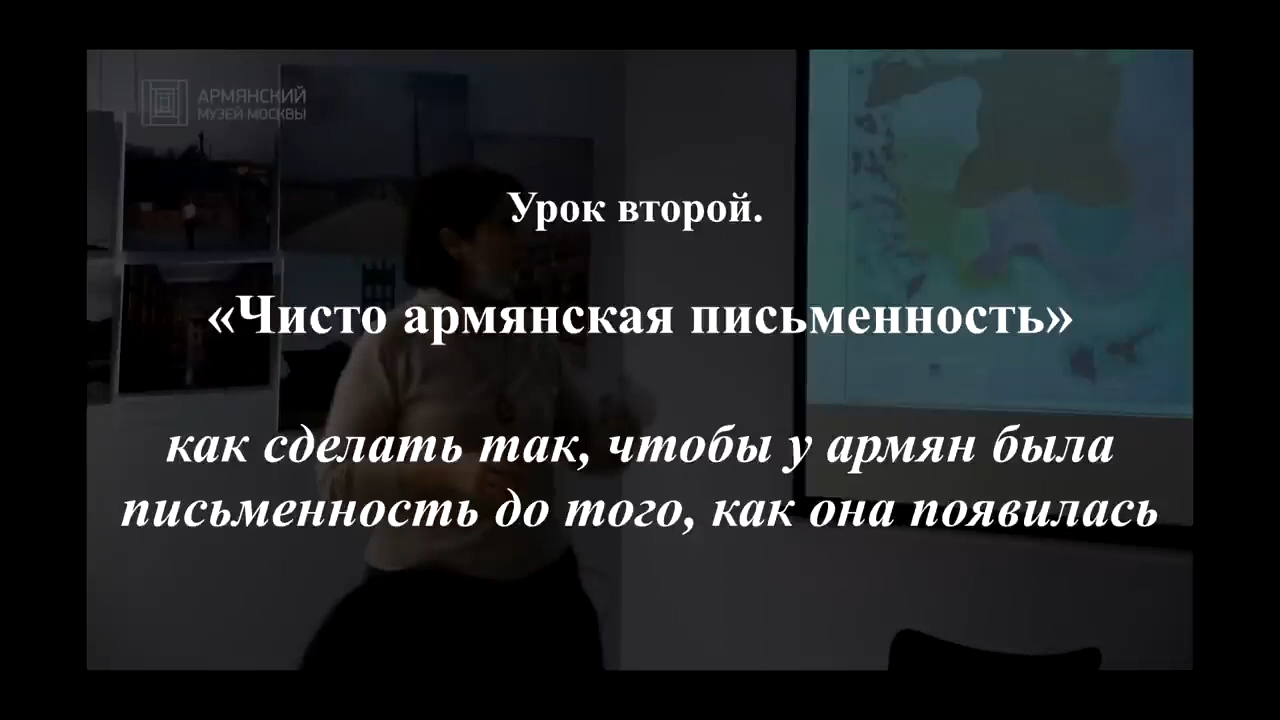 АРМЯНСКИЙ
МУЗЕЙ МОСКВЫ
Урок второй.
«Чисто армянская письменность»
как сделать так, чтобы у армян была
письменность до того, как она появилась